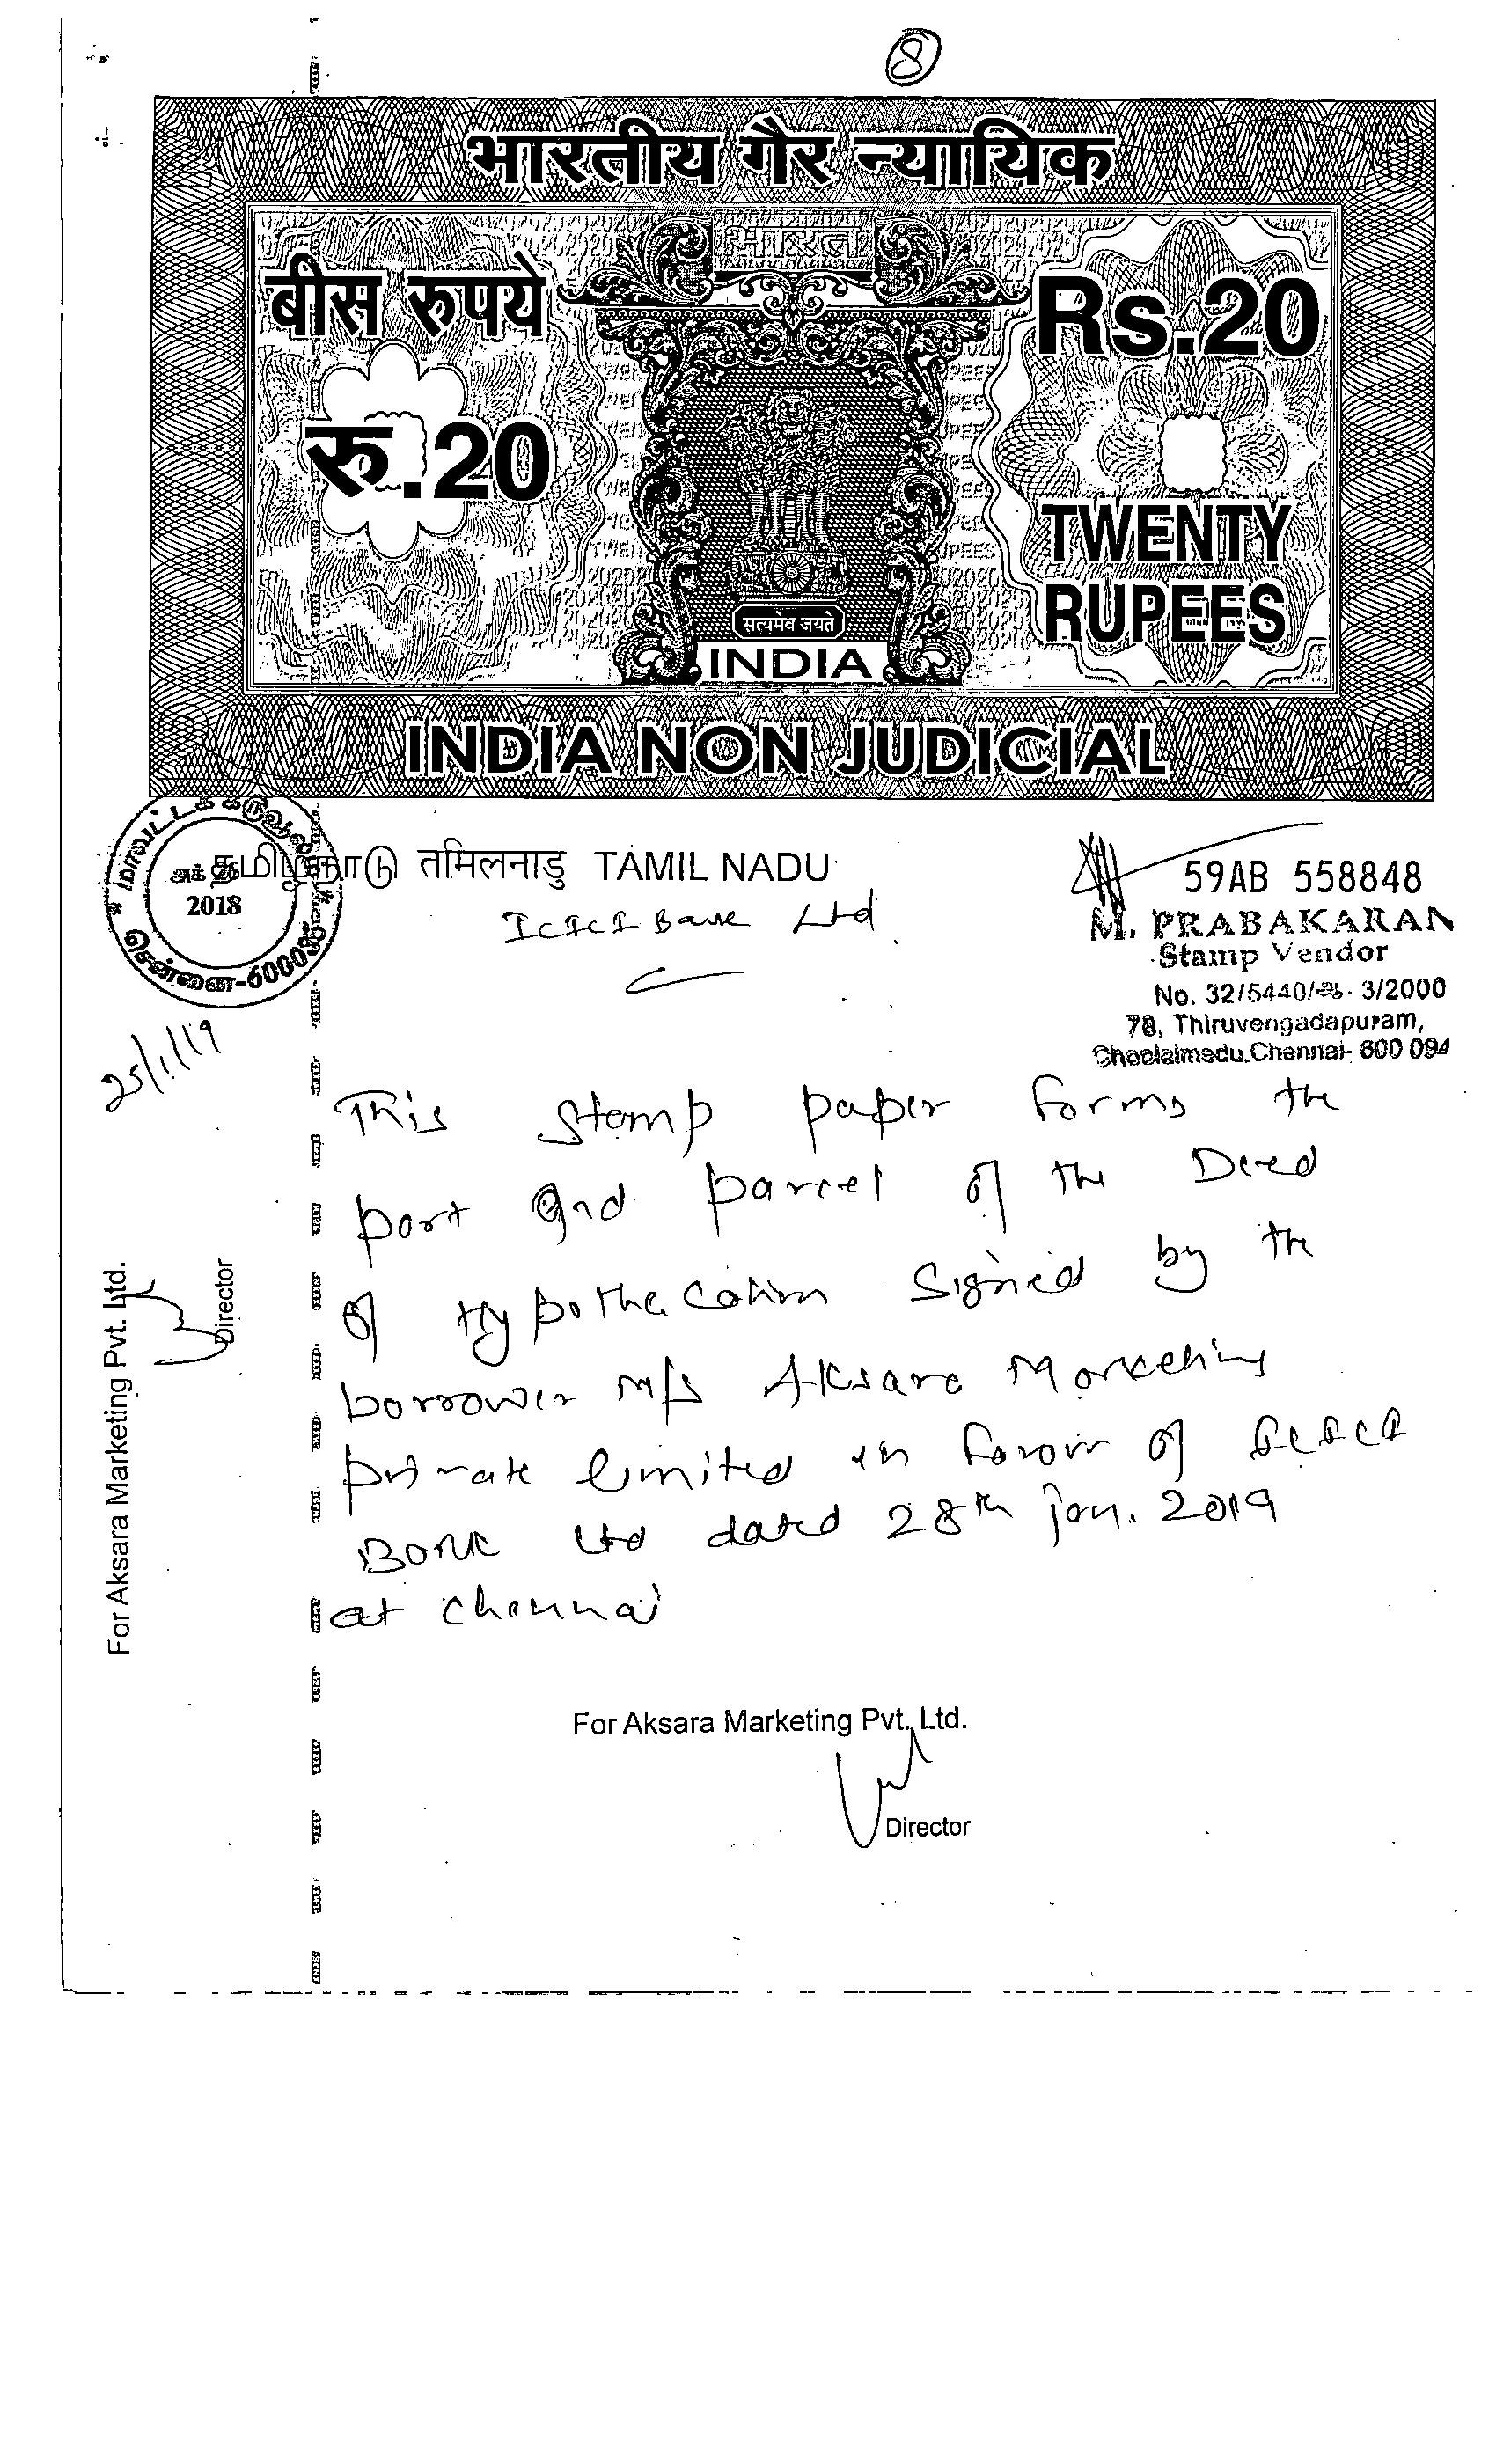 8
भारतीय गैर न्यायिक
भारत
बीस रुपये
Rs.20
रु.20
TWENTY
RUPEES
सत्यमेव जयते
INDIA
INDIA NON JUDICIAL
தமிழ்நாடு तमिलनाडु TAMIL NADU
2018
சென்னை-600038
59AB 558848
ICICI Bank Ltd
M. PRABAKARAN
Stamp Vendor
No. 32/5440/ஆ. 3/2000
78, Thiruvengadapuram,
Choolaimedu, Chennai- 600 094
25/1/19
This Stamp paper forms the
part and parcel of the Deed
of Hypothecation Signed by the
borrower M/s Aksara Marketing
private limited in favour of ICICI
Bank Ltd dated 28th Jan. 2019
at Chennai
For Aksara Marketing Pvt. Ltd.
Director
For Aksara Marketing Pvt. Ltd.
Director